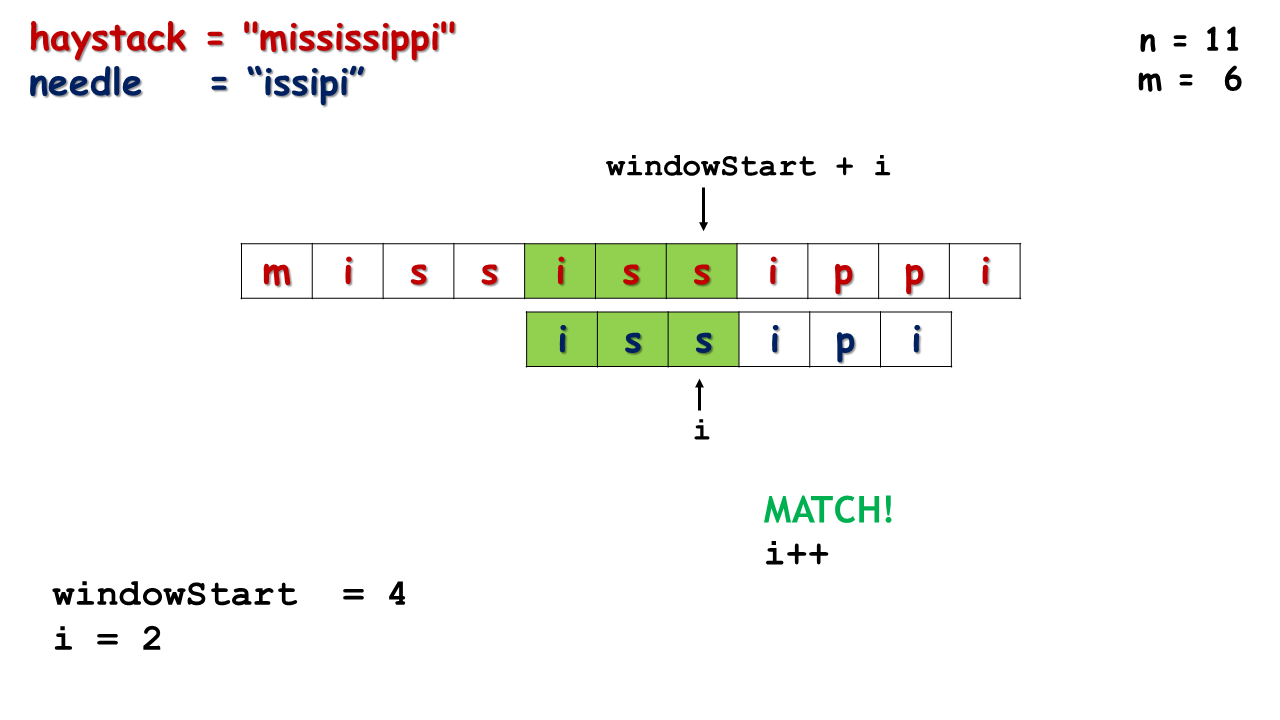 haystack = "mississippi"
n = 11
needle = “issipi”
m = 6
windowStart + i
m i s s i s s i p p i
i s s i p i
i
MATCH!
i++
windowStart = 4
i = 2